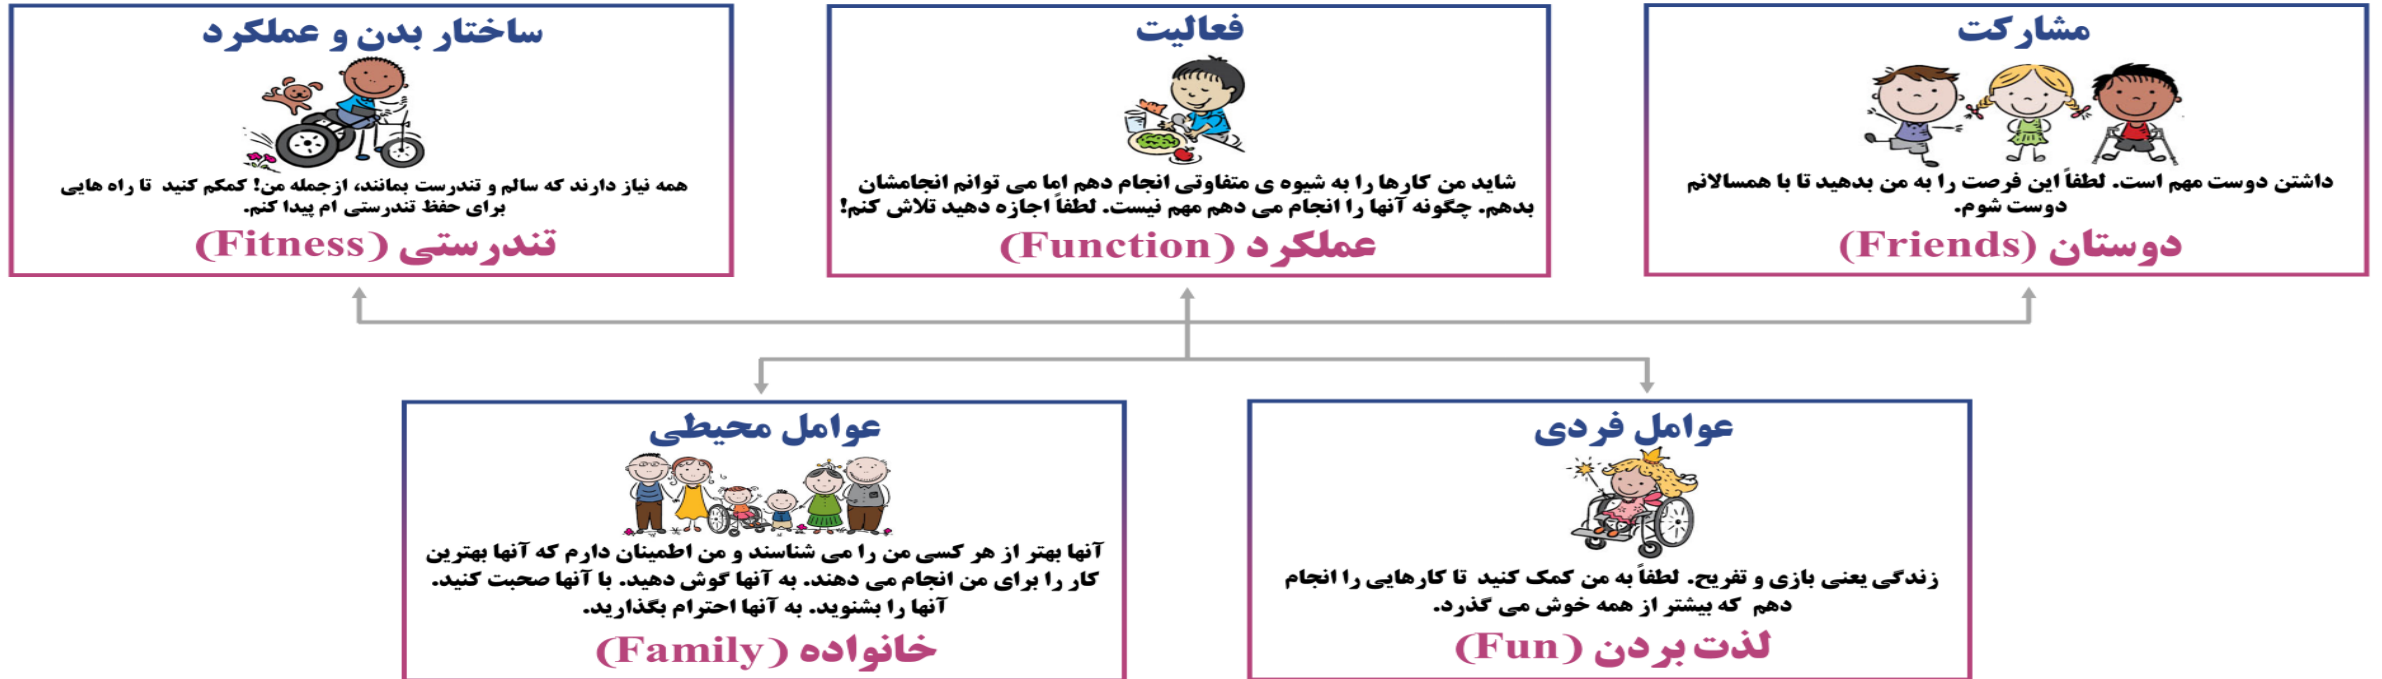 مشارکت
داشتن دوست مهم است. لطفاً این فرصت را به من بدهید تا با همسالانم
دوست شوم.
دوستان (Friends)
فعالیت
شاید من کارها را به شیوه ی متفاوتی انجام دهم اما می توانم انجامشان
بدهم. چگونه آنها را انجام می دهم مهم نیست. لطفاً اجازه دهید تلاش کنم!
عملکرد (Function)
ساختار بدن و عملکرد
همه نیاز دارند که سالم و تندرست بمانند، ازجمله من! کمکم کنید تا راه هایی
برای حفظ تندرستی ام پیدا کنم.
تندرستی (Fitness)
عوامل فردی
زندگی یعنی بازی و تفریح. لطفاً به من کمک کنید تا کارهایی را انجام
دهم که بیشتر از همه خوش می گذرد.
لذت بردن (Fun)
عوامل محیطی
آنها بهتر از هر کسی من را می شناسند و من اطمینان دارم که آنها بهترین
کار را برای من انجام می دهند. به آنها گوش دهید. با آنها صحبت کنید.
آنها را بشنوید. به آنها احترام بگذارید.
خانواده (Family)